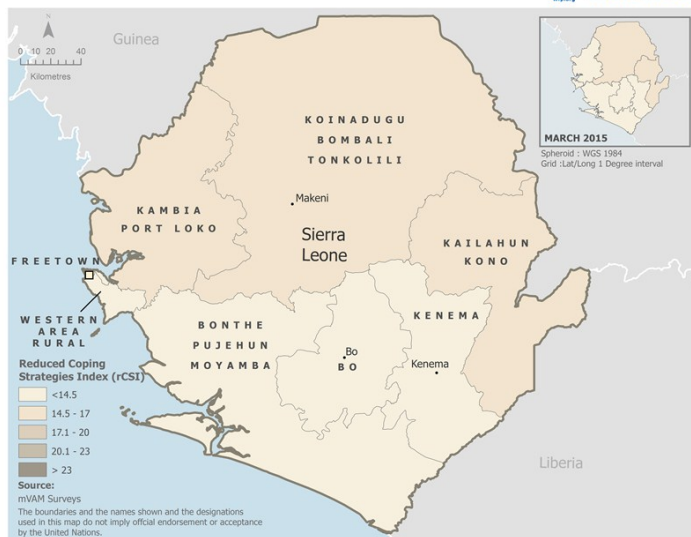 N
40 20 0 40
0 10 20 40
Kilometres
Guinea
MARCH 2015
Spheroid : WGS 1984
Grid :Lat/Long 1 Degree interval
KOINADUGU
BOMBALI
TONKOLILI
Makeni
KAMBIA
PORT LOKO
Sierra
Leone
KAILAHUN
KONO
FREETOWN
WESTERN
AREA
RURAL
BONTHE
PUJEHUN
MOYAMBA
KENEMA
Bo
BO
Kenema
Liberia
Reduced Coping
Strategies Index (rCSI)
<14.5
14.5 - 17
17.1 - 20
20.1 - 23
> 23
Source:
mVAM Surveys
The boundaries and the names shown and the designations
used in this map do not imply offcial endorsement or acceptance
by the United Nations.